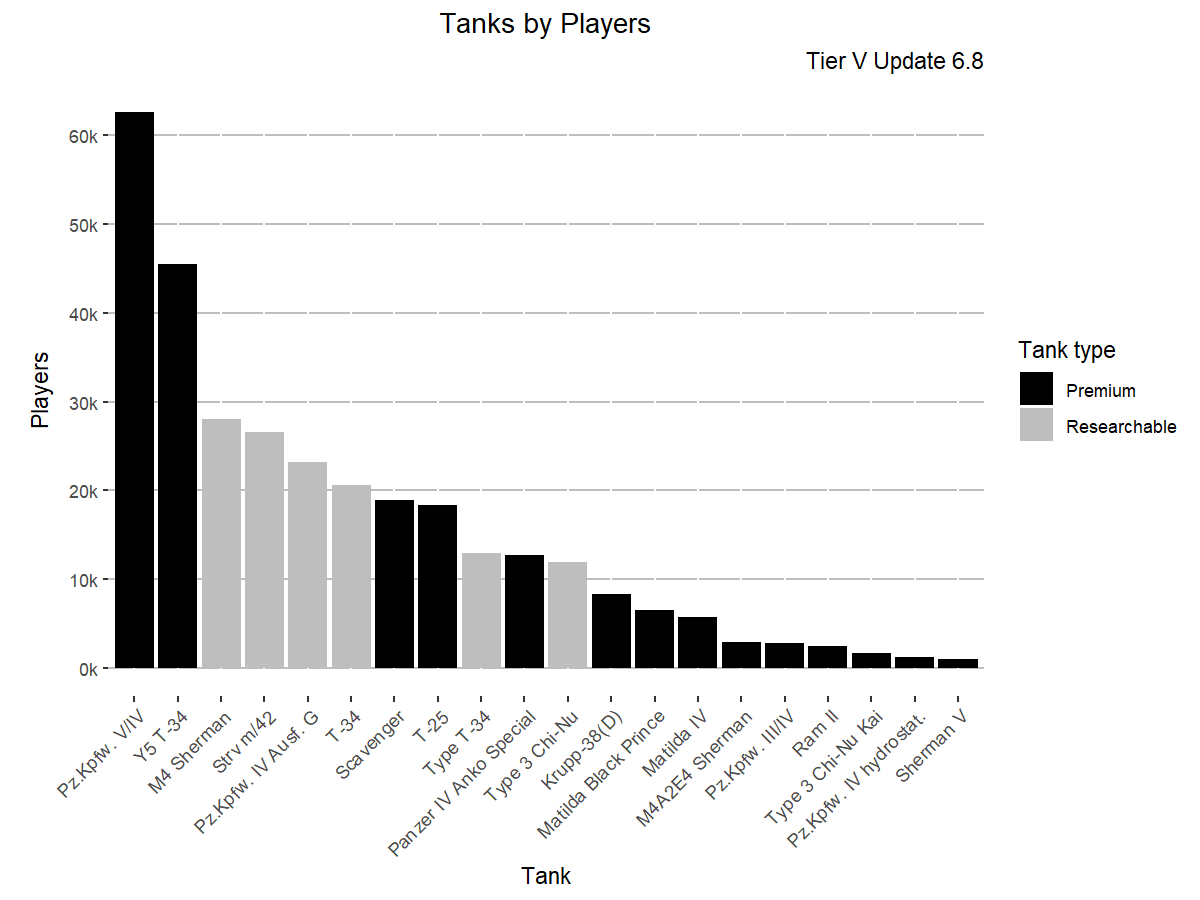 Tanks by Players
Tier V Update 6.8
Players
60k
50k
40k
30k
20k
10k
0k
Pz.Kpfw. V/IV
Y5 T-34
M4 Sherman
Strv m/42
Pz.Kpfw. IV Ausf. G
T-34
Scavenger
T-25
Type T-34
Panzer IV Anko Special
Type 3 Chi-Nu
Krupp-38(D)
Matilda Black Prince
Matilda IV
M4A2E4 Sherman
Pz.Kpfw. III/IV
Ram II
Type 3 Chi-Nu Kai
Pz.Kpfw. IV hydrostat.
Sherman V
Tank
Tank type
Premium
Researchable